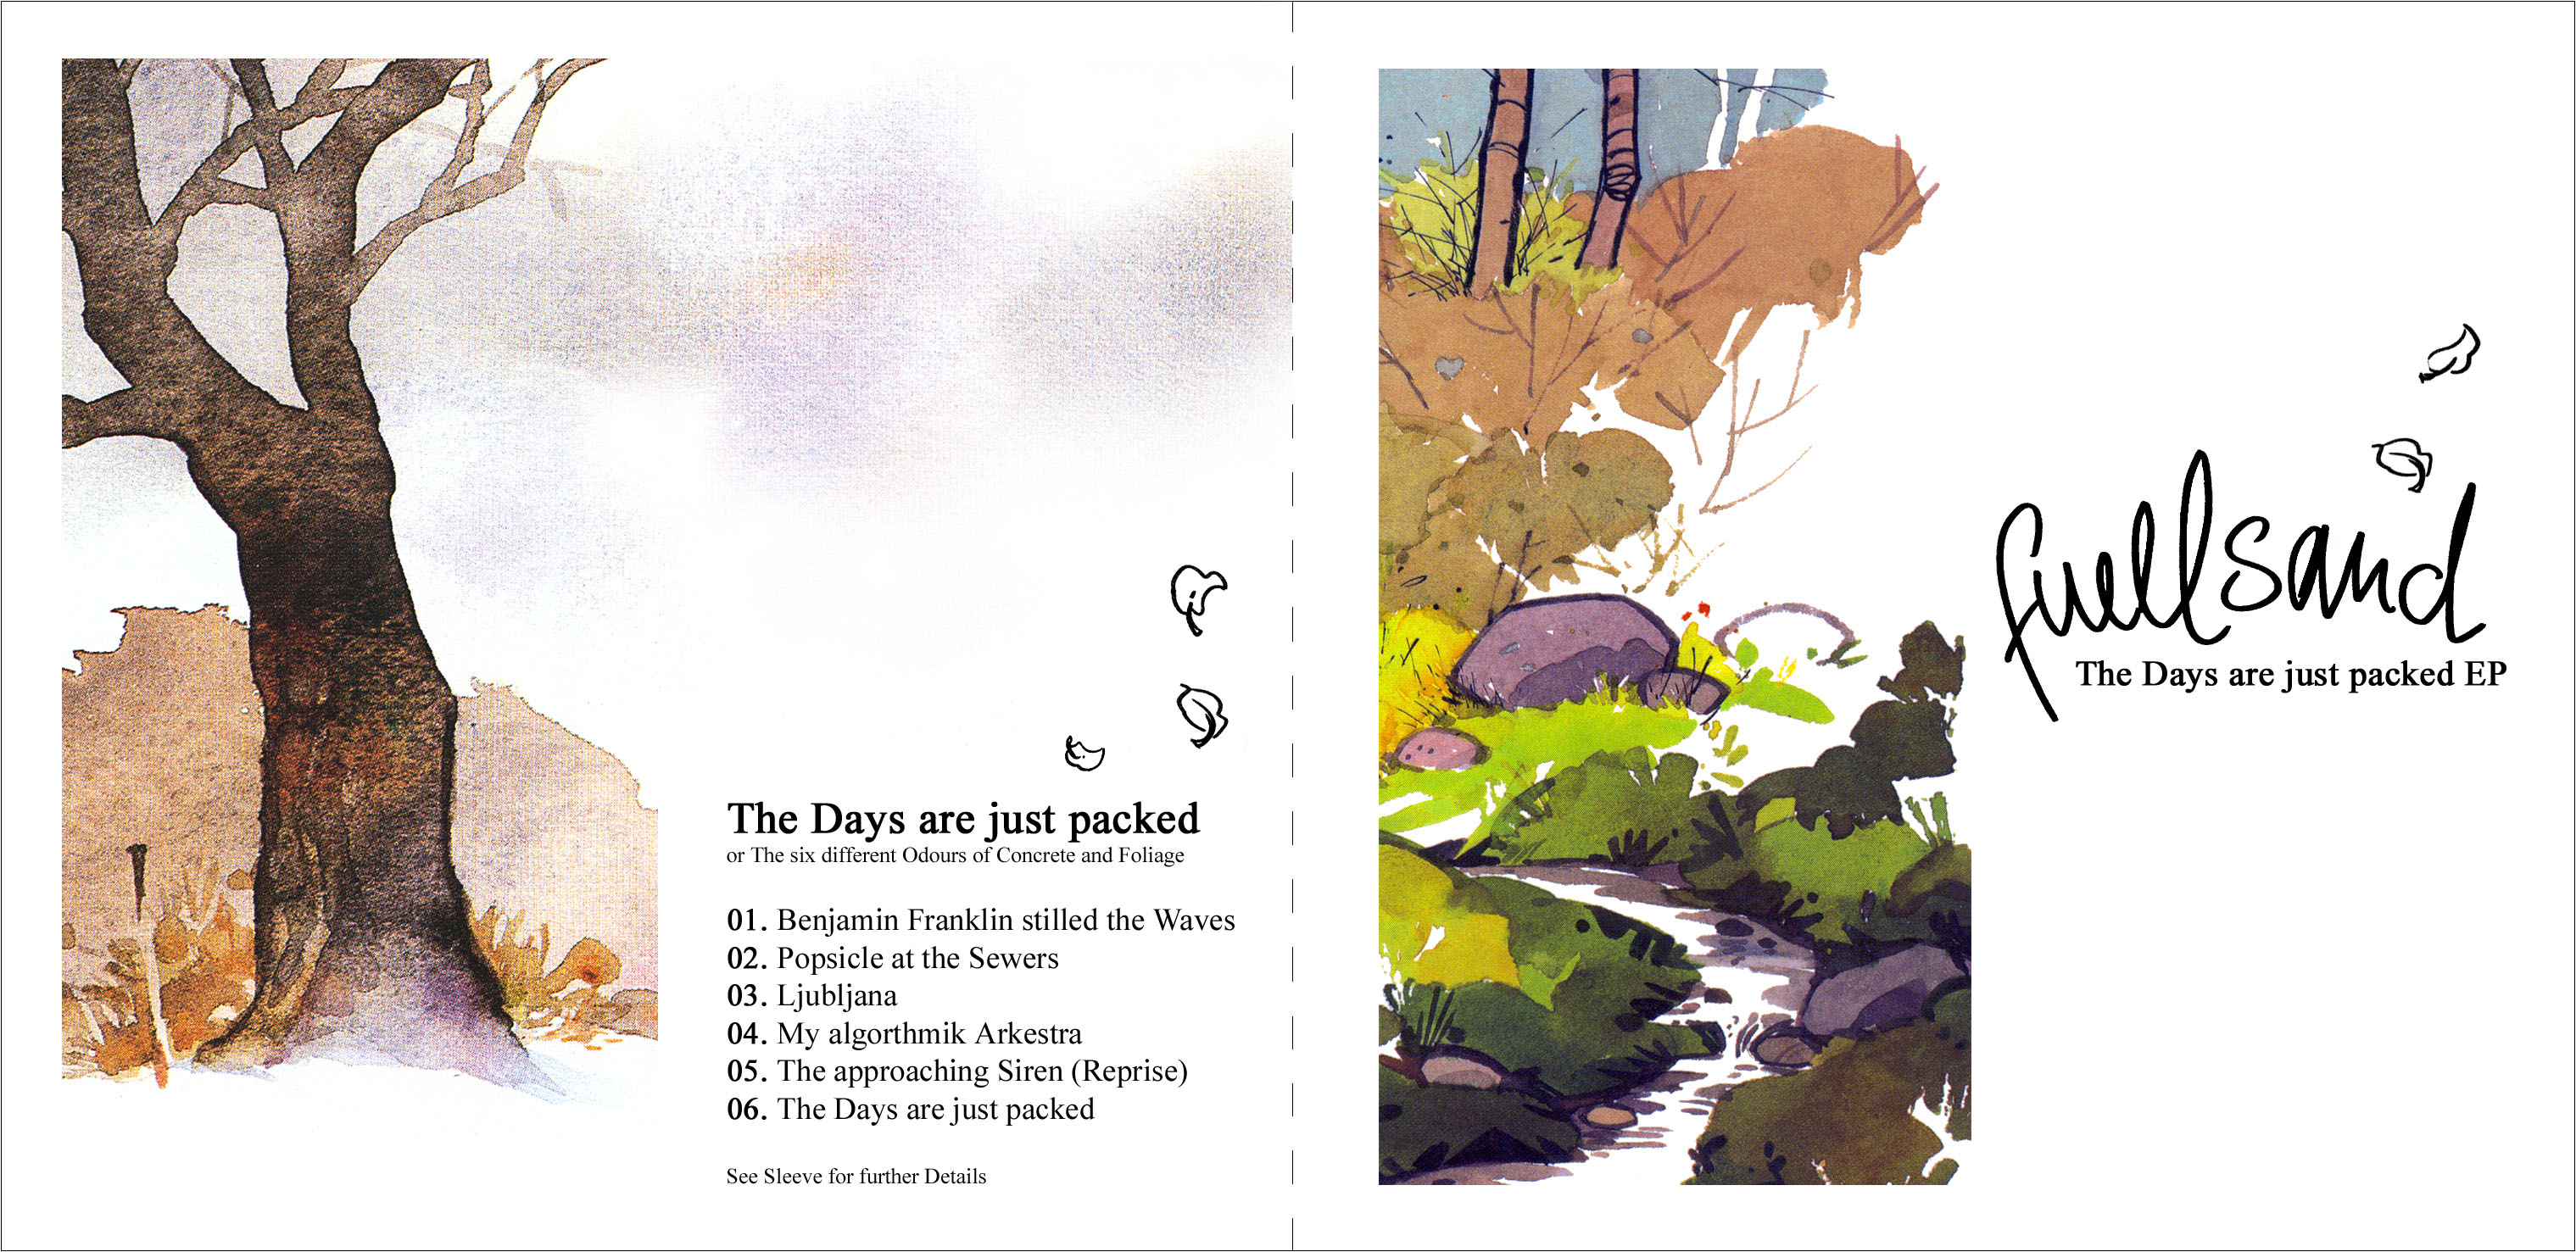 The Days are just packed
or The six different Odours of Concrete and Foliage
01. Benjamin Franklin stilled the Waves
02. Popsicle at the Sewers
03. Ljubljana
04. My algorthmik Arkestra
05. The approaching Siren (Reprise)
06. The Days are just packed
See Sleeve for further Details
fuellsand
The Days are just packed EP